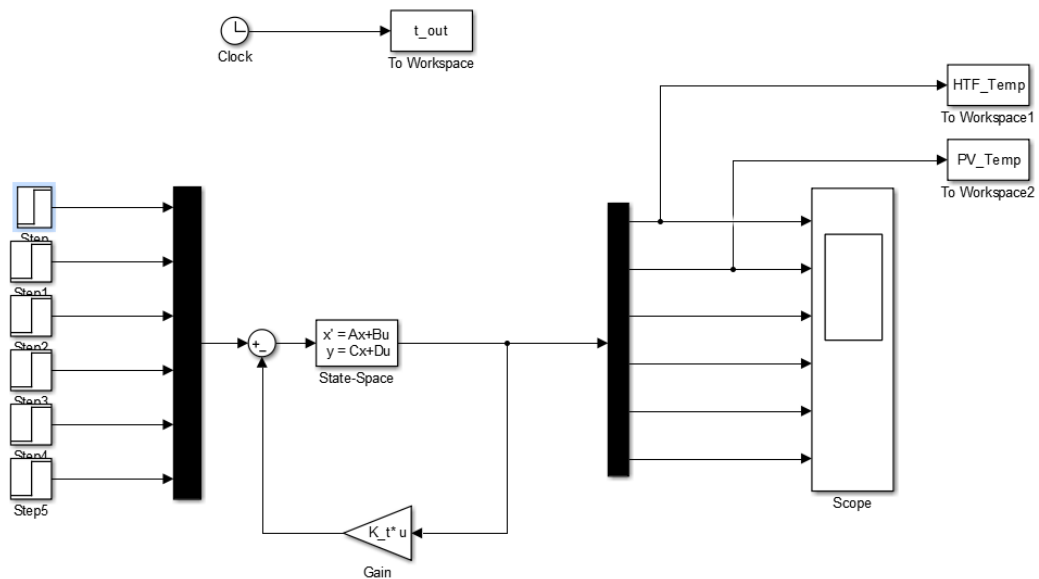 t_out
Clock
To Workspace
HTF_Temp
To Workspace1
PV_Temp
To Workspace2
Step
Step1
Step2
Step3
Step4
Step5
+
_
x' = Ax+Bu
y = Cx+Du
State-Space
K_t* u
Gain
Scope